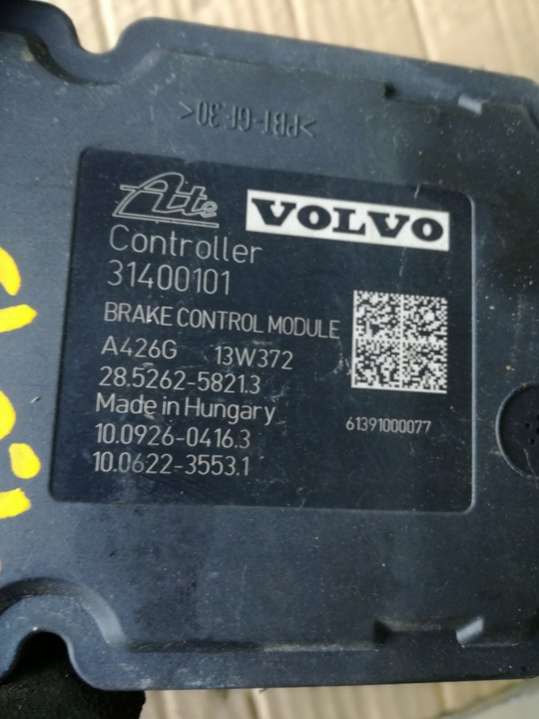 >PBT-GF30<
Ate VOLVO
Controller
31400101
BRAKE CONTROL MODULE
A426G 13W372
28.5262-5821.3
Made in Hungary 61391000077
10.0926-0416.3
10.0622-3553.1